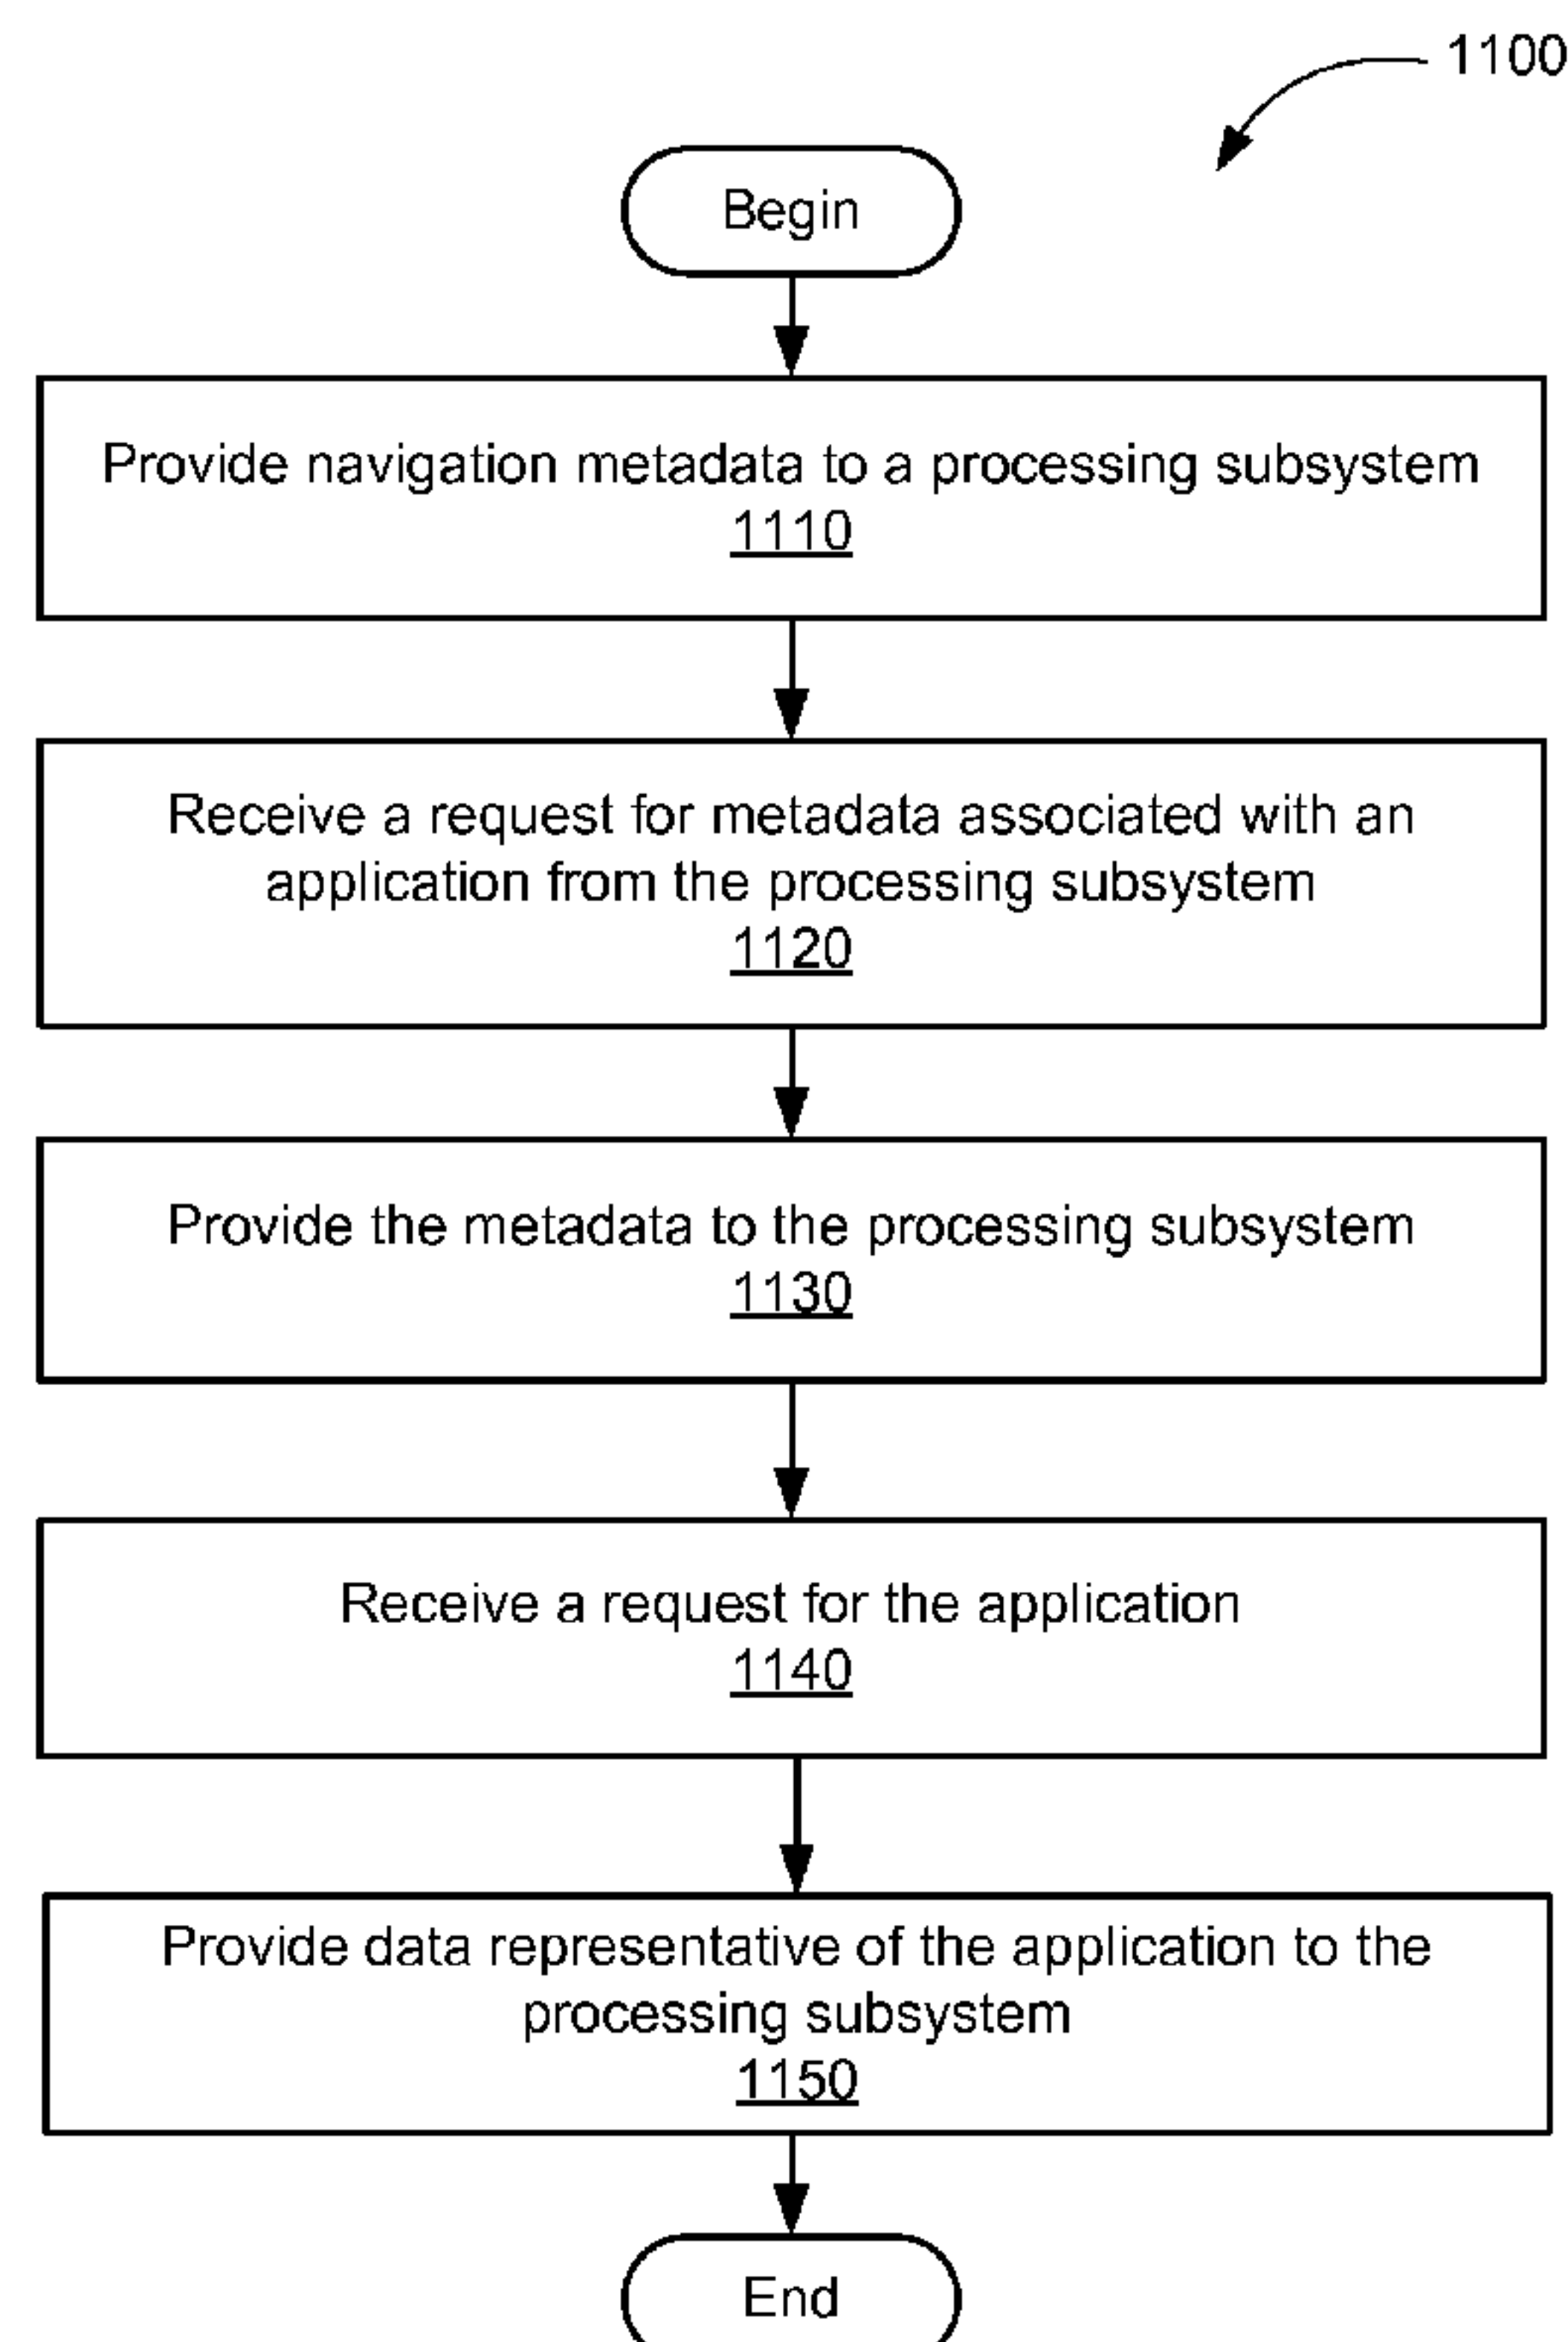 1100
Begin
Provide navigation metadata to a processing subsystem
1110
Receive a request for metadata associated with an
application from the processing subsystem
1120
Provide the metadata to the processing subsystem
1130
Receive a request for the application
1140
Provide data representative of the application to the
processing subsystem
1150
End